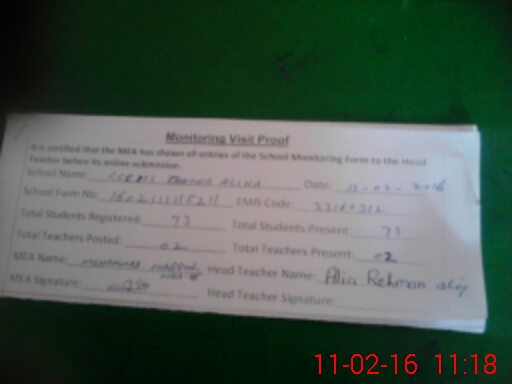 Monitoring Visit Proof
It is certified that the MEA has shown all entries of the School Monitoring Form to the Head
Teacher before its online submission.
School Name: Date: 11-02-2016
School Form No: EMIS Code:
Total Students Registered: 73 Total Students Present: 71
Total Teachers Posted: 02 Total Teachers Present: 02
MEA Name: Head Teacher Name: Alia Rehman
MEA Signature: Head Teacher Signature:
11-02-16 11:18